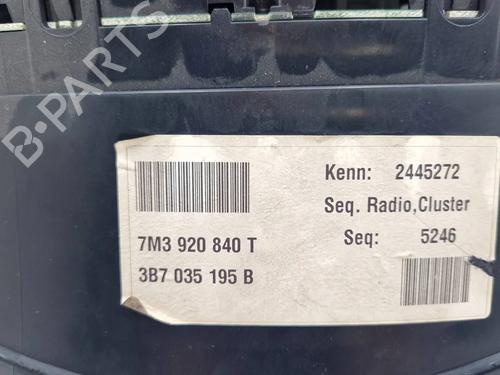 B-PARTS
Kenn: 2445272
Seq. Radio,Cluster
7M3 920 840 T
Seq: 5246
3B7 035 195 B